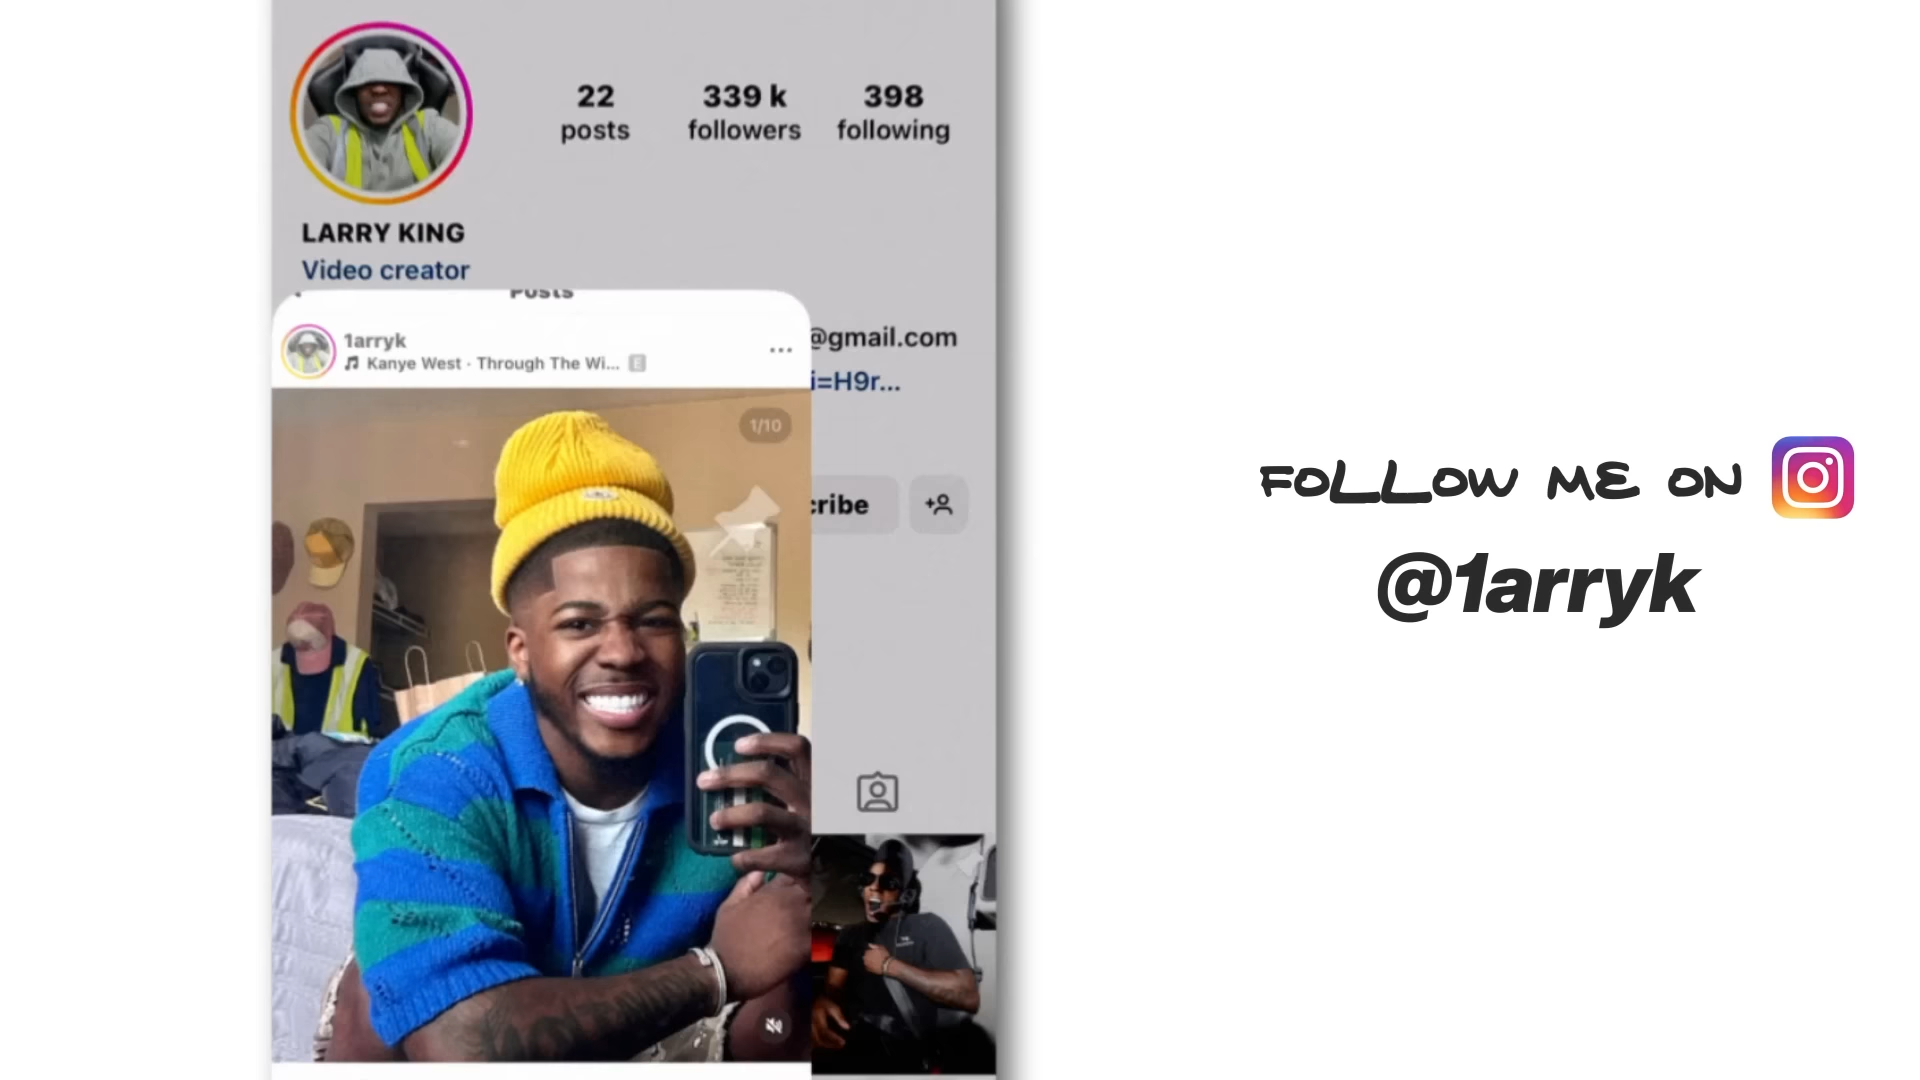 22
posts
339 k
followers
398
following
LARRY KING
Video creator
Posts
1arryk
Kanye West · Through The Wi... E
1/10
@gmail.com
i=H9r...
cribe
FOLLOW ME ON
@1arryk